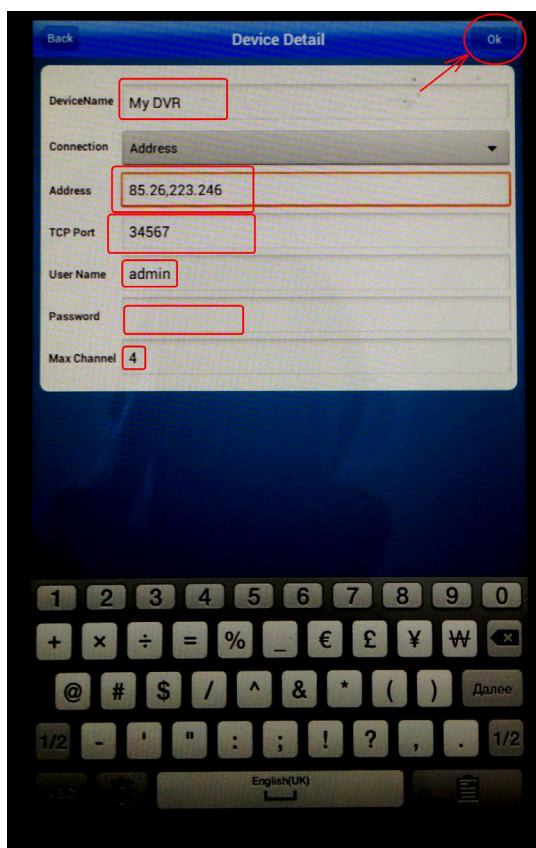 Back Device Detail Ok
DeviceName My DVR
Connection Address
Address 85.26,223.246
TCP Port 34567
User Name admin
Password
Max Channel 4
1 2 3 4 5 6 7 8 9 0
+ × ÷ = % _ € £ ¥ ₩
@ # $ / ^ & * ( ) Далее
1/2 - ' " : ; ! ? , . 1/2
ABC English(UK)